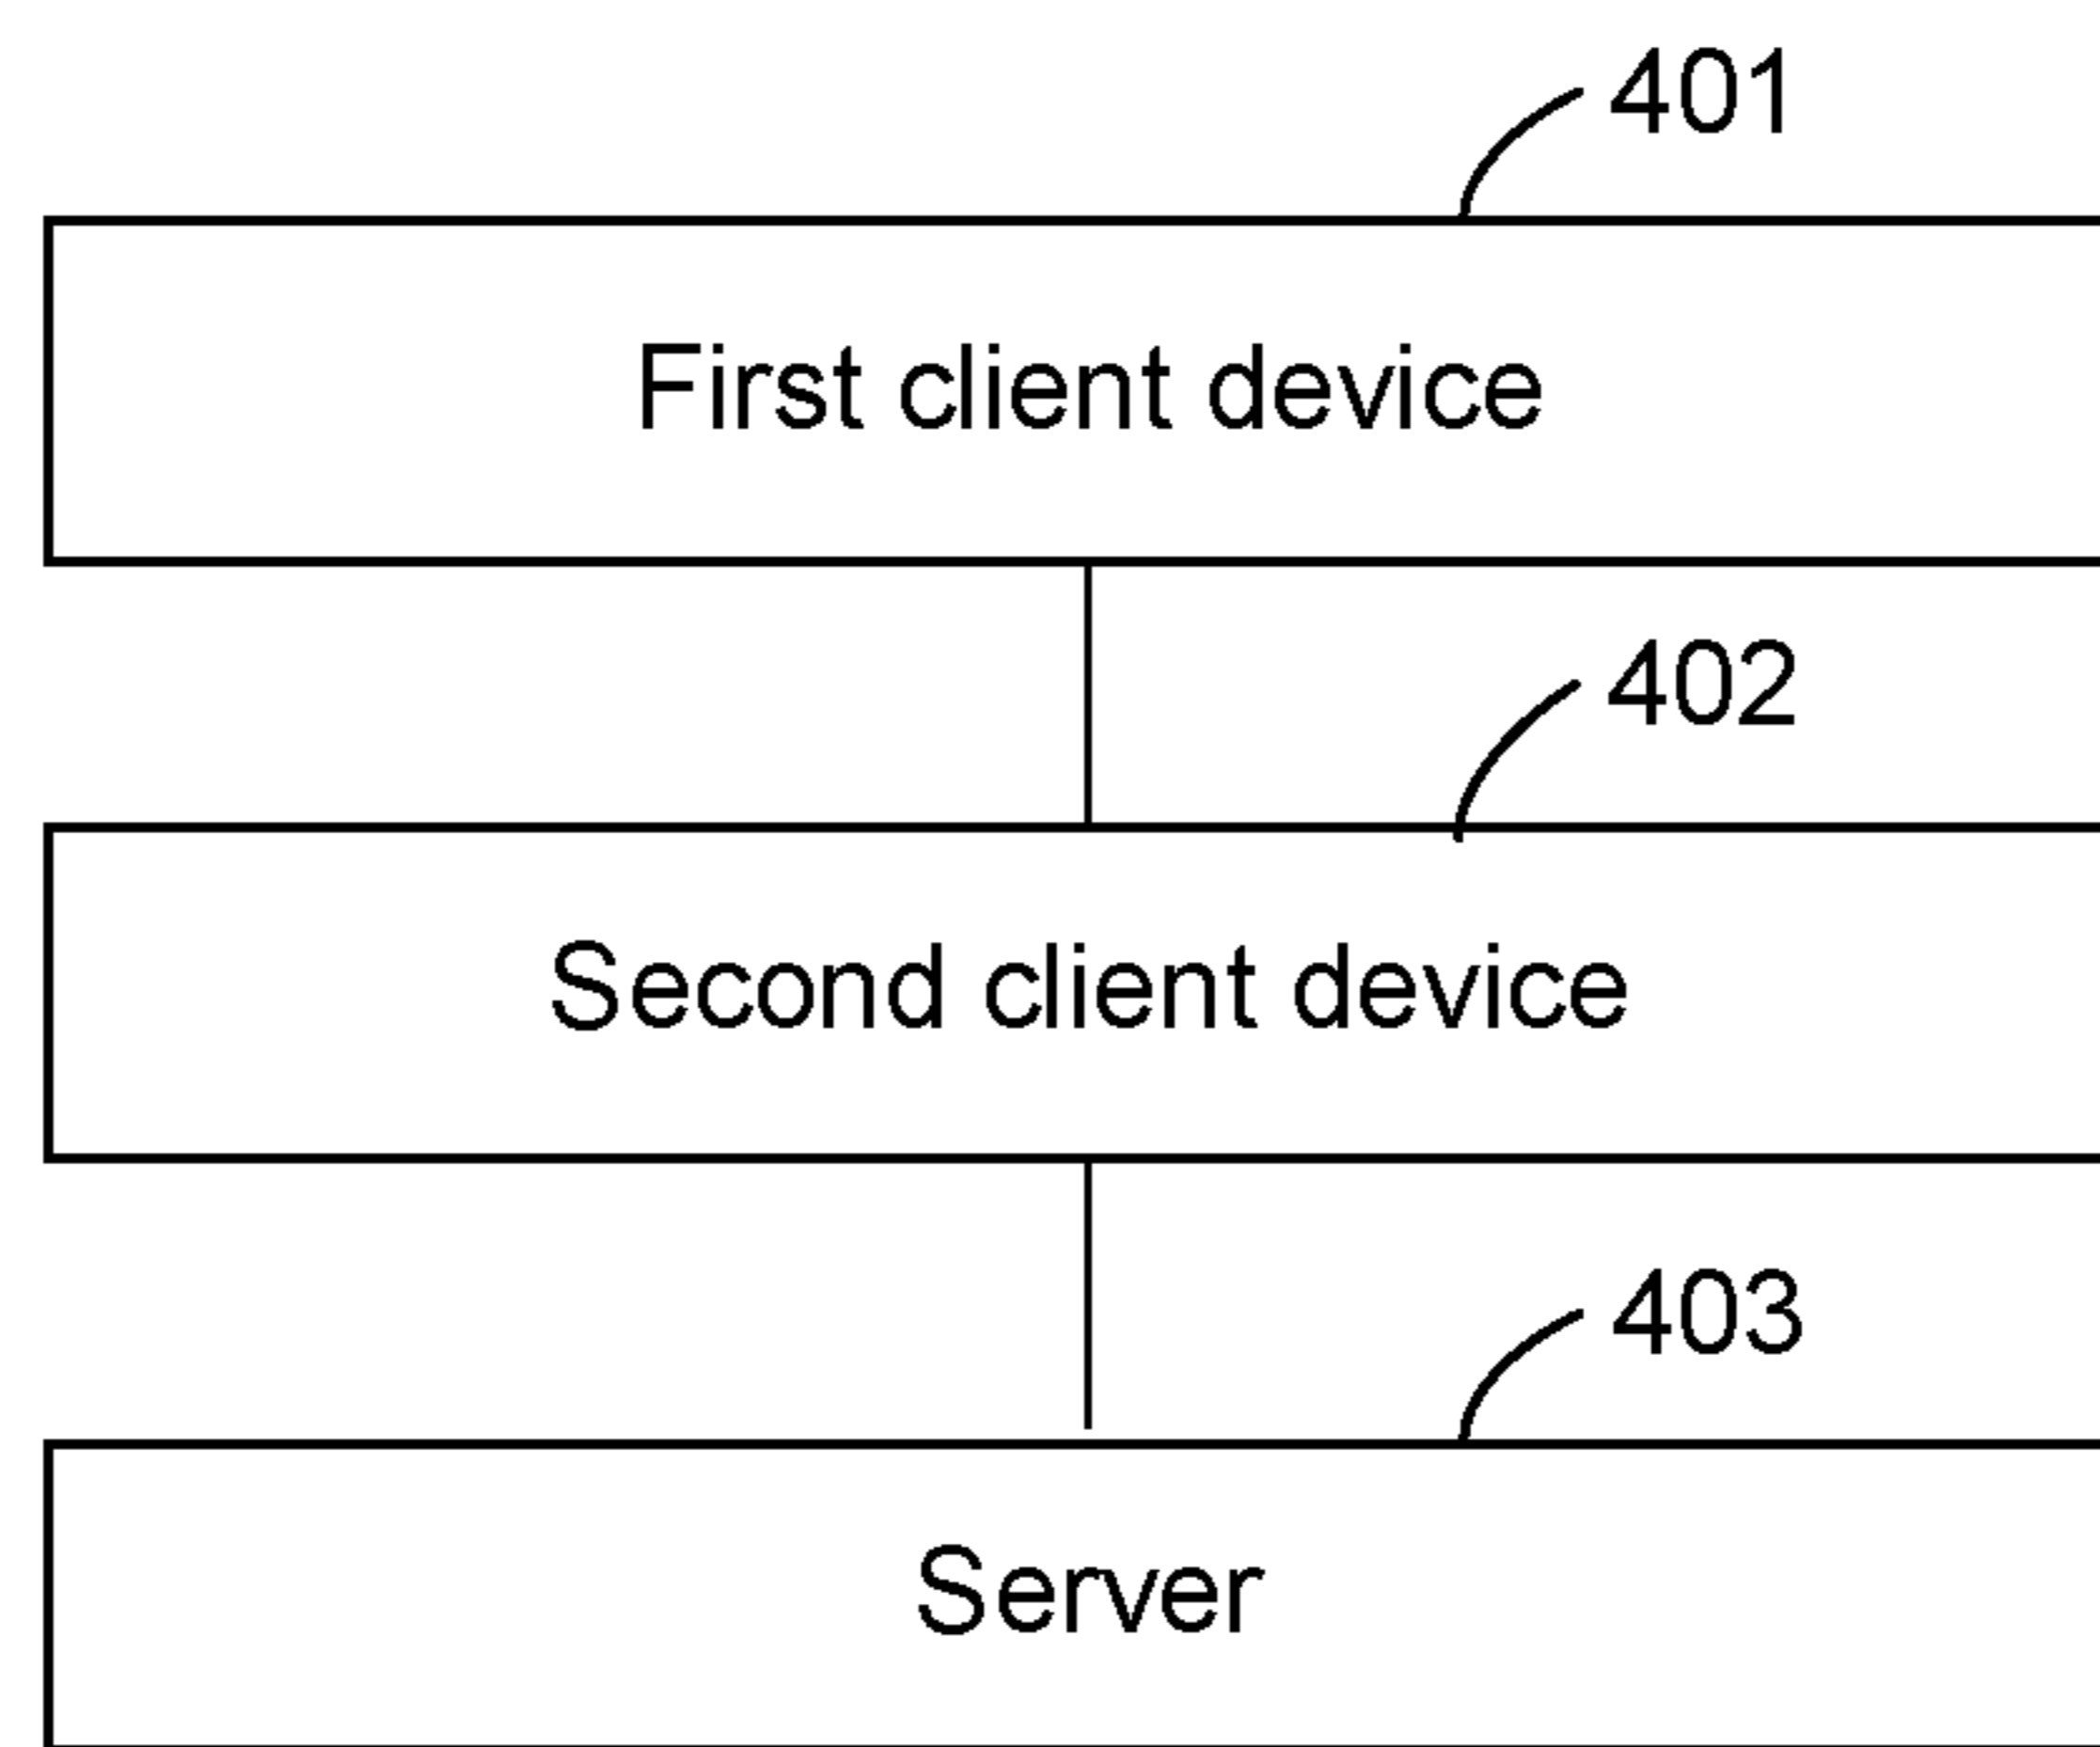 401
First client device
402
Second client device
403
Server